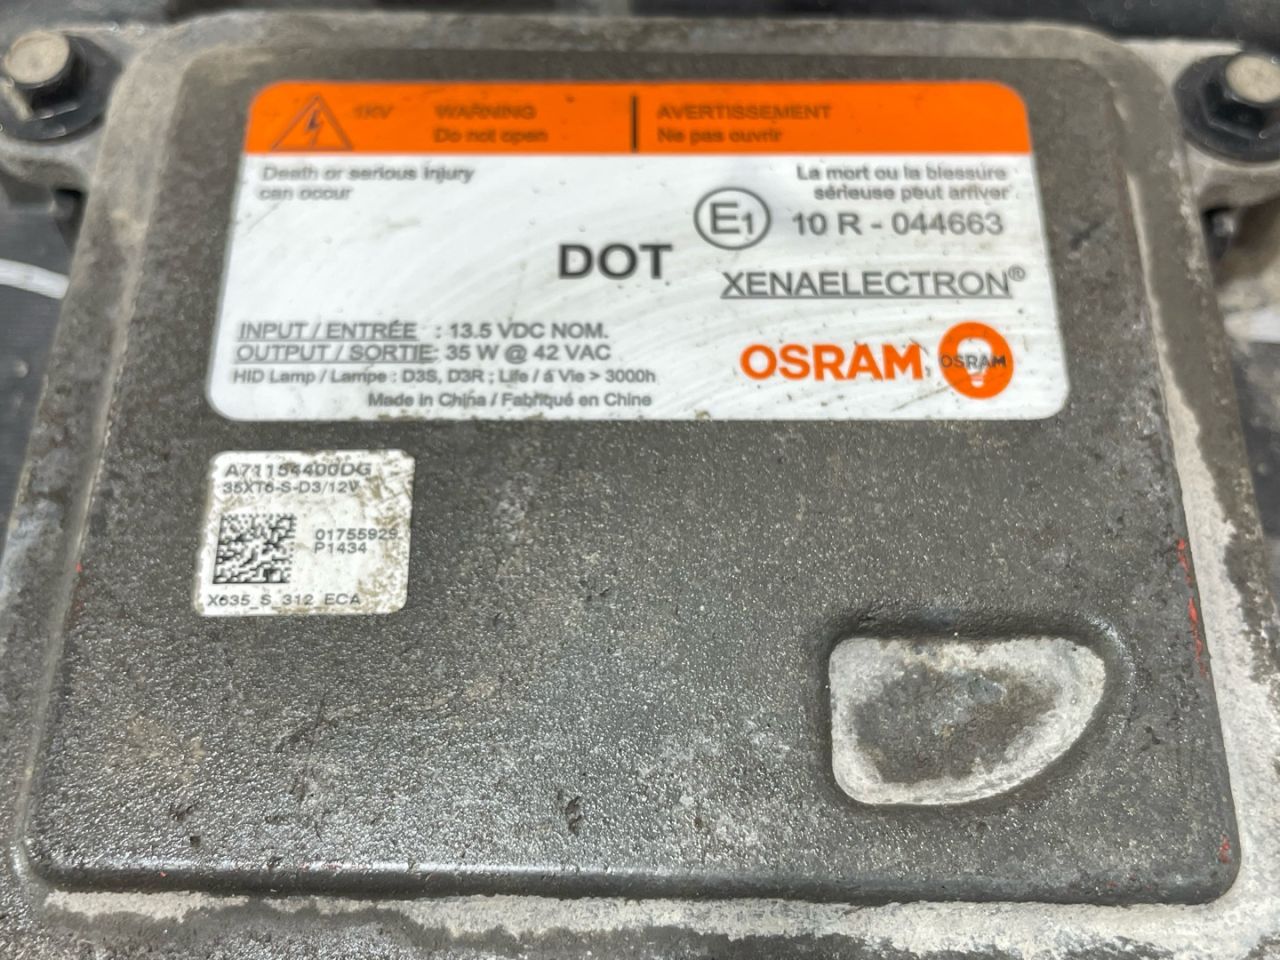 1KV WARNING AVERTISSEMENT
Do not open Ne pas ouvrir
Death or serious injury
can occur
La mort ou la blessure
sérieuse peut arriver
E1 10 R - 044663
DOT
XENAELECTRON®
INPUT / ENTRÉE : 13.5 VDC NOM.
OUTPUT / SORTIE: 35 W @ 42 VAC
HID Lamp / Lampe : D3S, D3R ; Life / á Vie > 3000h
Made in China / Fabriqué en Chine
OSRAM OSRAM
A71154400DG
35XT6-S-D3/12V
01755929
P1434
X635_S_312_ECA